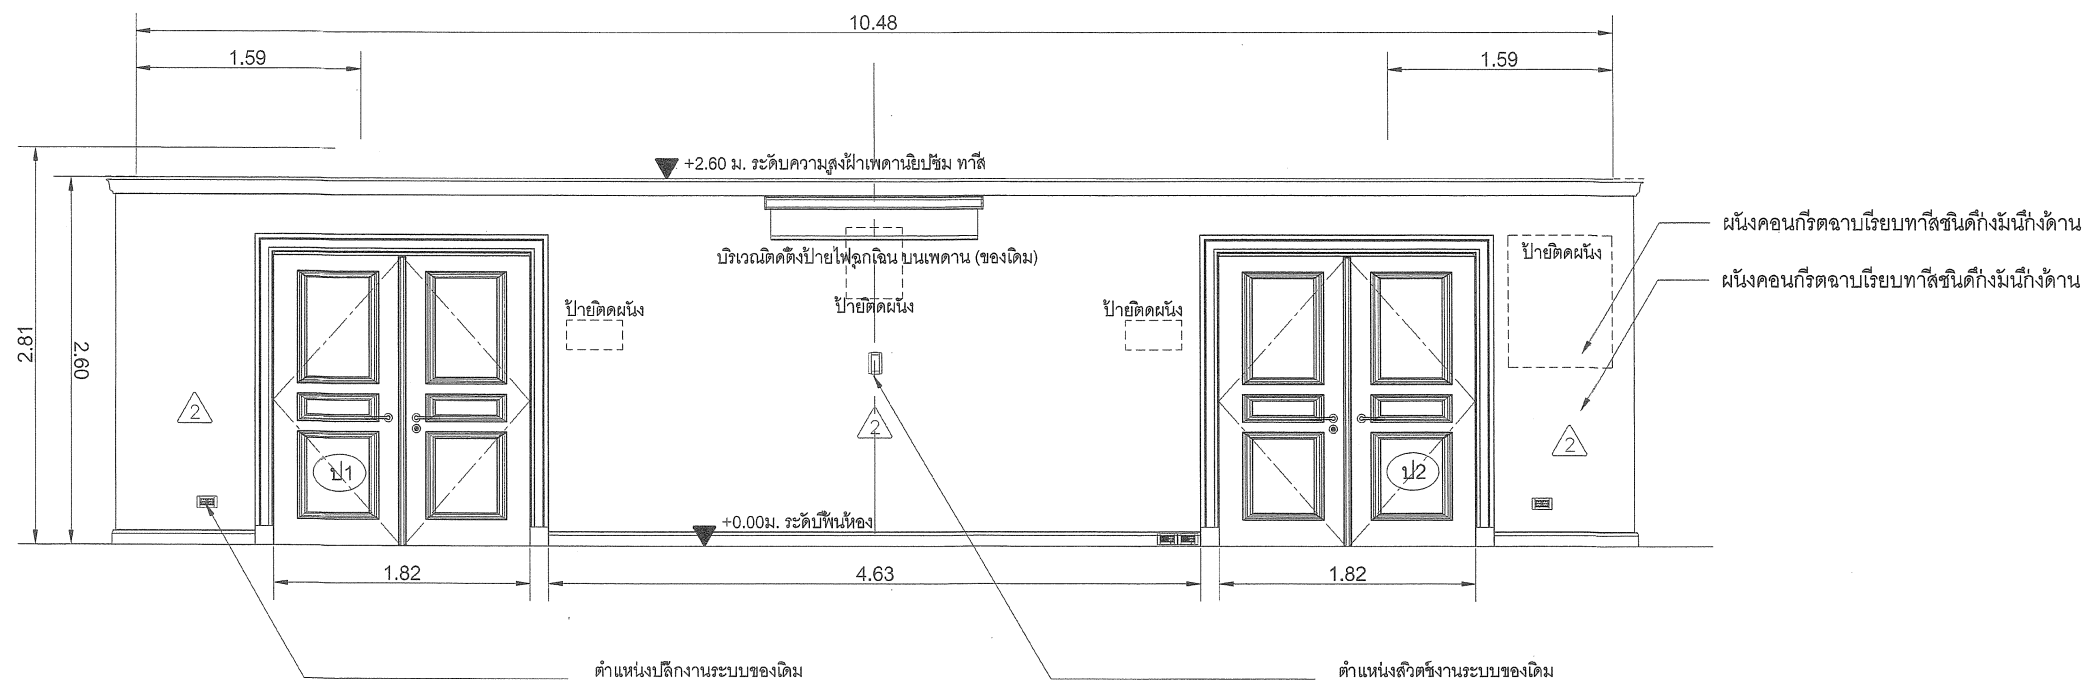 10.48
1.59
1.59
+2.60 ม. ระดับความสูงฝ้าเพดานยิปซัม ทาสี
ผนังคอนกรีตฉาบเรียบทาสีชนิดกึ่งมันกึ่งด้าน
ป้ายติดผนัง
บริเวณติดตั้งป้ายไฟฉุกเฉิน บนเพดาน (ของเดิม)
ผนังคอนกรีตฉาบเรียบทาสีชนิดกึ่งมันกึ่งด้าน
ป้ายติดผนัง
ป้ายติดผนัง
ป้ายติดผนัง
2.81
2.60
2
2
2
ป1
ป2
+0.00ม. ระดับพื้นห้อง
1.82
4.63
1.82
ตำแหน่งปลั๊กงานระบบของเดิม
ตำแหน่งสวิตช์งานระบบของเดิม